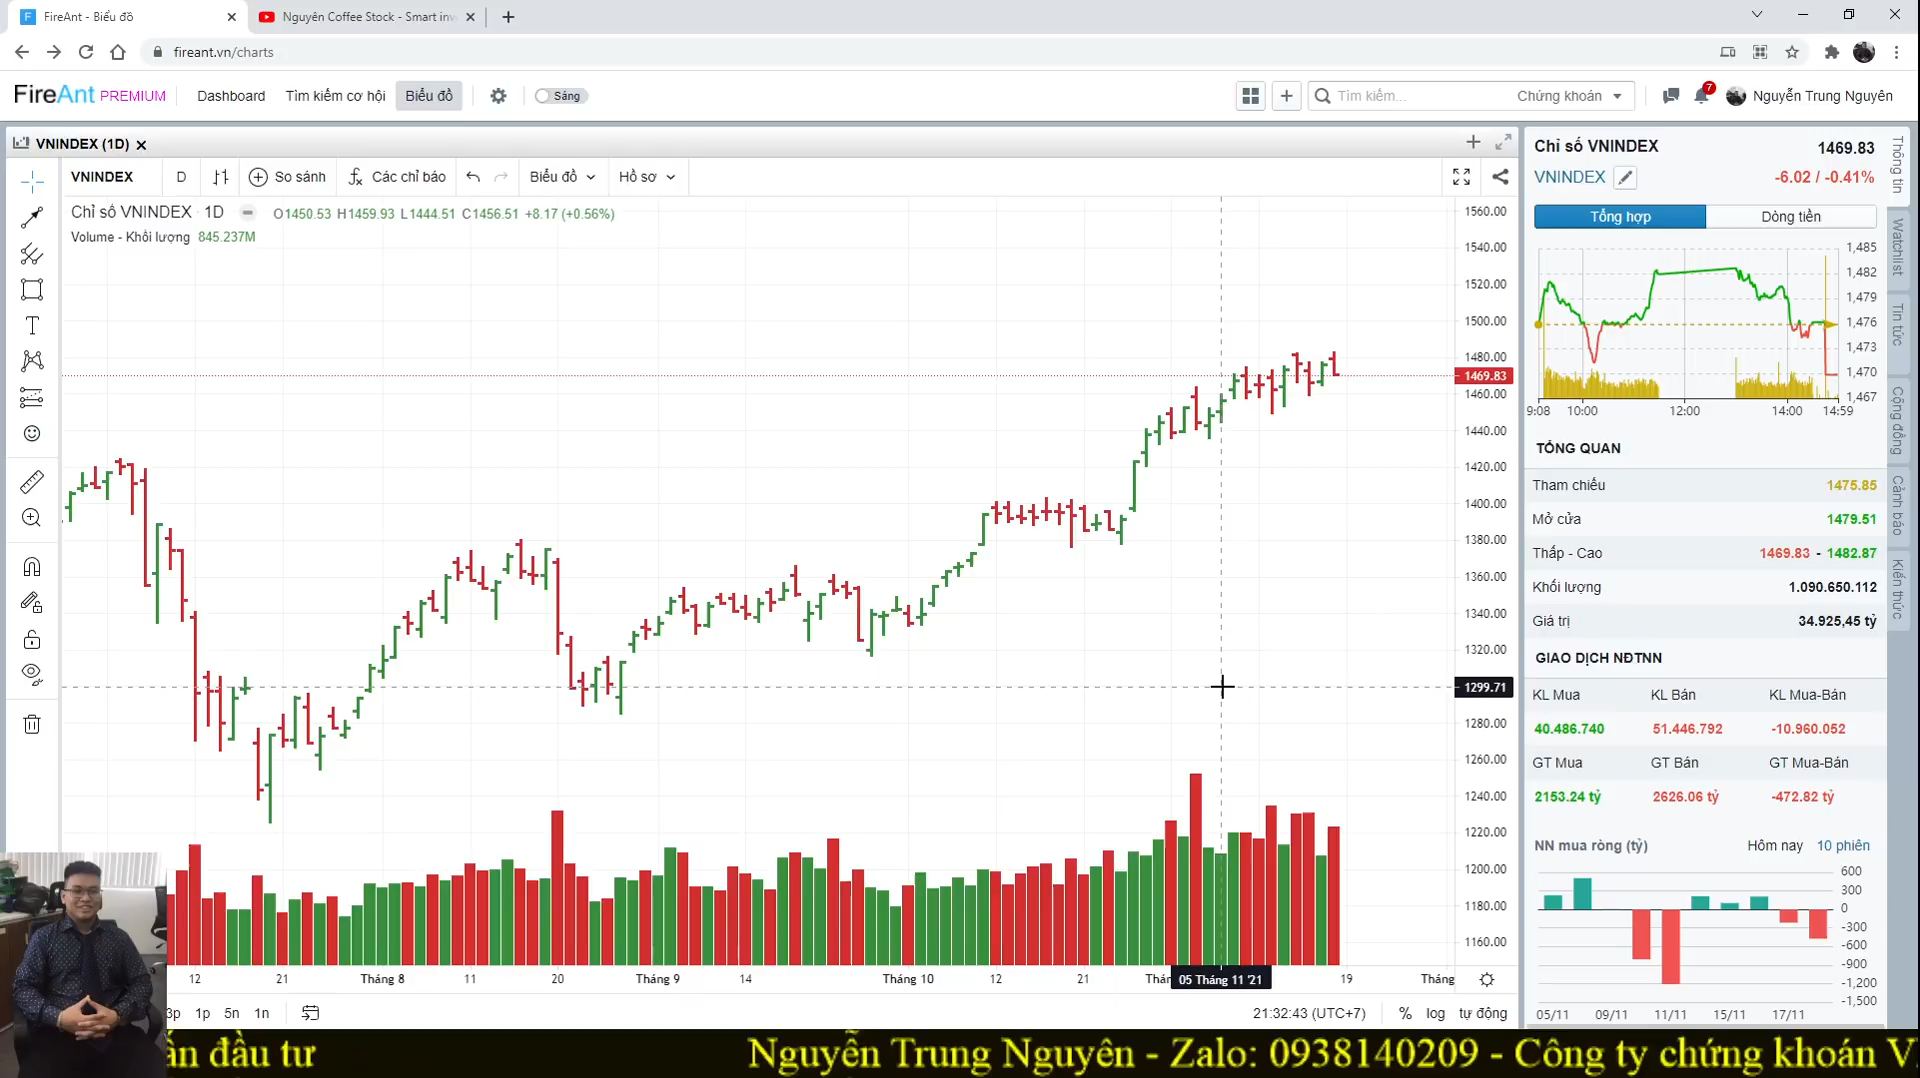 FireAnt - Biểu đồ
Nguyên Coffee Stock - Smart inv
fireant.vn/charts
FireAnt PREMIUM
Dashboard
Tìm kiếm cơ hội
Biểu đồ
Sáng
Tìm kiếm...
Chứng khoán
7
Nguyễn Trung Nguyên
VNINDEX (1D)
VNINDEX
D
So sánh
Các chỉ báo
Biểu đồ
Hồ sơ
Chỉ số VNINDEX · 1D
O1450.53 H1459.93 L1444.51 C1456.51 +8.17 (+0.56%)
Volume - Khối lượng 845.237M
1560.00
1540.00
1520.00
1500.00
1480.00
1469.83
1460.00
1440.00
1420.00
1400.00
1380.00
1360.00
1340.00
1320.00
1299.71
1280.00
1260.00
1240.00
1220.00
1200.00
1180.00
1160.00
12
21
Tháng 8
11
20
Tháng 9
14
Tháng 10
12
21
05 Tháng 11 '21
19
Tháng
3p
1p
5n
1n
21:32:43 (UTC+7)
%
log
tự động
Chỉ số VNINDEX
1469.83
VNINDEX
-6.02 / -0.41%
Tổng hợp
Dòng tiền
1,485
1,482
1,479
1,476
1,473
1,470
1,467
9:08
10:00
12:00
14:00
14:59
TỔNG QUAN
Tham chiếu 1475.85
Mở cửa 1479.51
Thấp - Cao 1469.83 - 1482.87
Khối lượng 1.090.650.112
Giá trị 34.925,45 tỷ
GIAO DỊCH NĐTNN
KL Mua KL Bán KL Mua-Bán
40.486.740 51.446.792 -10.960.052
GT Mua GT Bán GT Mua-Bán
2153.24 tỷ 2626.06 tỷ -472.82 tỷ
NN mua ròng (tỷ)
Hôm nay
10 phiên
600
300
0
-300
-600
-900
-1,200
-1,500
05/11
09/11
11/11
15/11
17/11
Thông tin
Watchlist
Tin tức
Cộng đồng
Cảnh báo
Kiến thức
đầu tư
Nguyễn Trung Nguyên - Zalo: 0938140209 - Công ty chứng khoán V